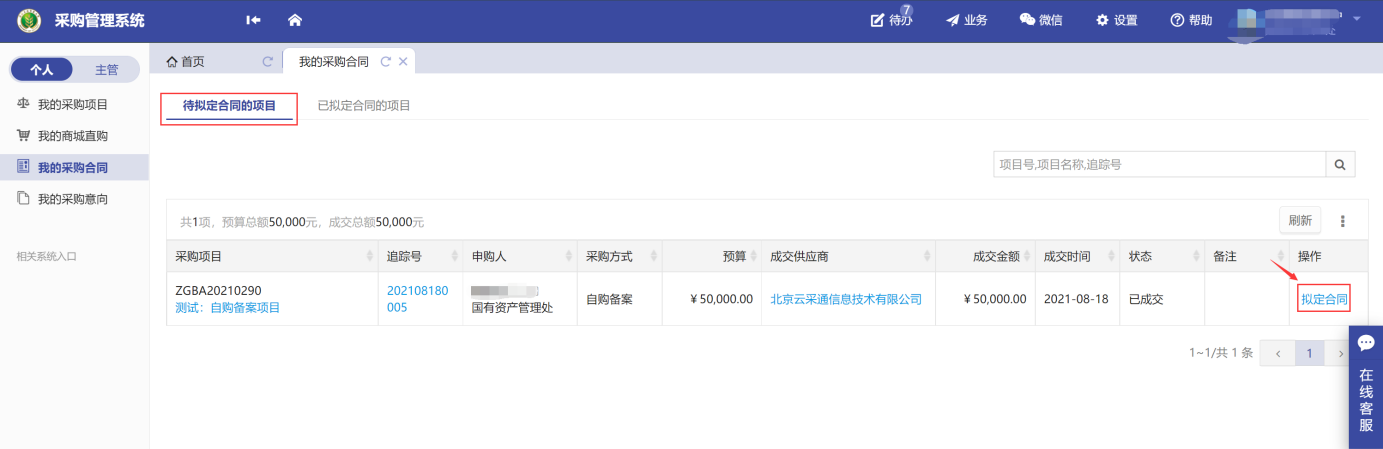 采购管理系统
待办
7
业务
微信
设置
帮助
个人
主管
首页
我的采购合同
我的采购项目
我的商城直购
我的采购合同
我的采购意向
相关系统入口
待拟定合同的项目
已拟定合同的项目
项目号,项目名称,追踪号
共1项，预算总额50,000元，成交总额50,000元
刷新
采购项目 追踪号 申购人 采购方式 预算 成交供应商 成交金额 成交时间 状态 备注 操作
ZGBA20210290
测试：自购备案项目
202108180
005
国有资产管理处
自购备案
¥ 50,000.00
北京云采通信息技术有限公司
¥ 50,000.00
2021-08-18
已成交
拟定合同
1~1/共 1 条
‹ 1 ›
在线客服